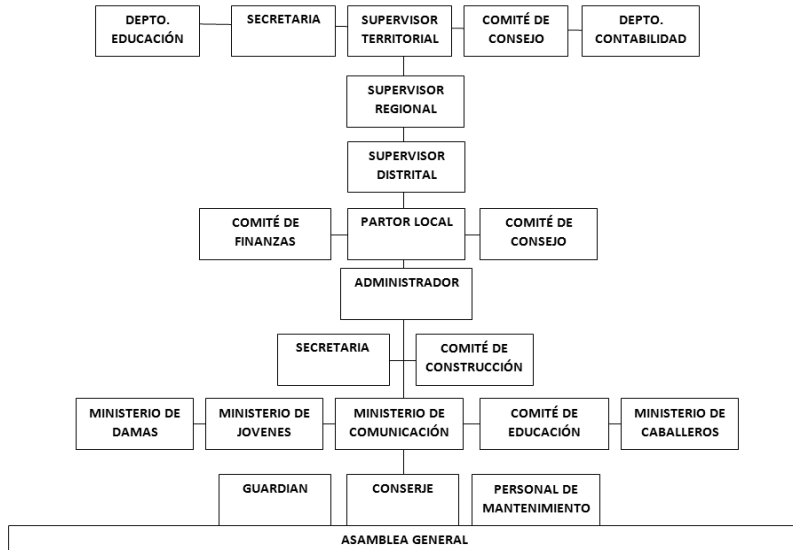 DEPTO.
EDUCACIÓN
SECRETARIA
SUPERVISOR
TERRITORIAL
COMITÉ DE
CONSEJO
DEPTO.
CONTABILIDAD
SUPERVISOR
REGIONAL
SUPERVISOR
DISTRITAL
COMITÉ DE
FINANZAS
PARTOR LOCAL
COMITÉ DE
CONSEJO
ADMINISTRADOR
SECRETARIA
COMITÉ DE
CONSTRUCCIÓN
MINISTERIO DE
DAMAS
MINISTERIO DE
JOVENES
MINISTERIO DE
COMUNICACIÓN
COMITÉ DE
EDUCACIÓN
MINISTERIO DE
CABALLEROS
GUARDIAN
CONSERJE
PERSONAL DE
MANTENIMIENTO
ASAMBLEA GENERAL